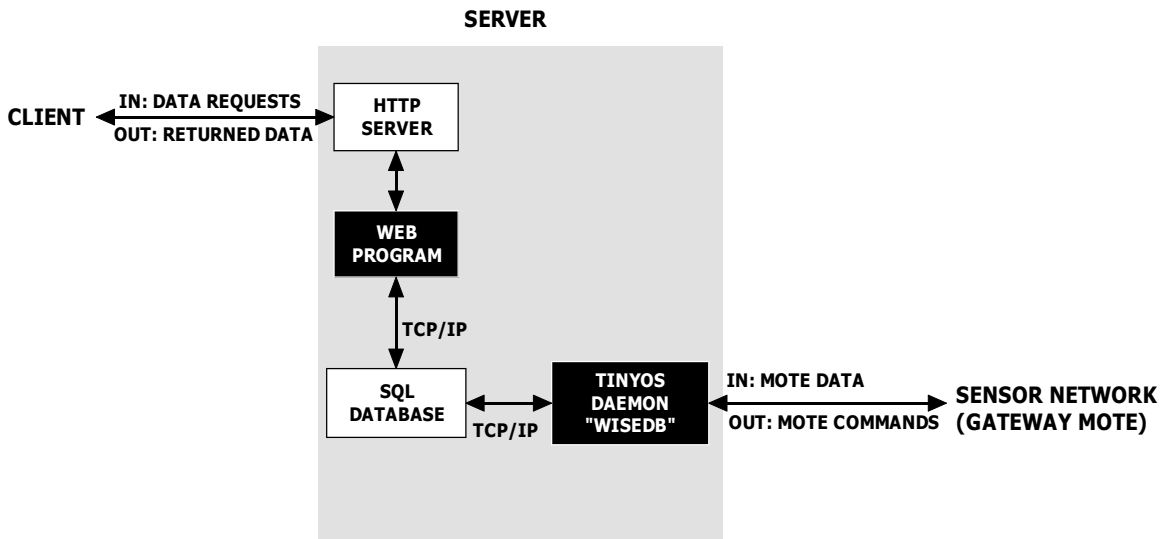 SERVER
CLIENT
IN: DATA REQUESTS
OUT: RETURNED DATA
HTTP
SERVER
WEB
PROGRAM
TCP/IP
SQL
DATABASE
TCP/IP
TINYOS
DAEMON
"WISEDB"
IN: MOTE DATA
OUT: MOTE COMMANDS
SENSOR NETWORK
(GATEWAY MOTE)